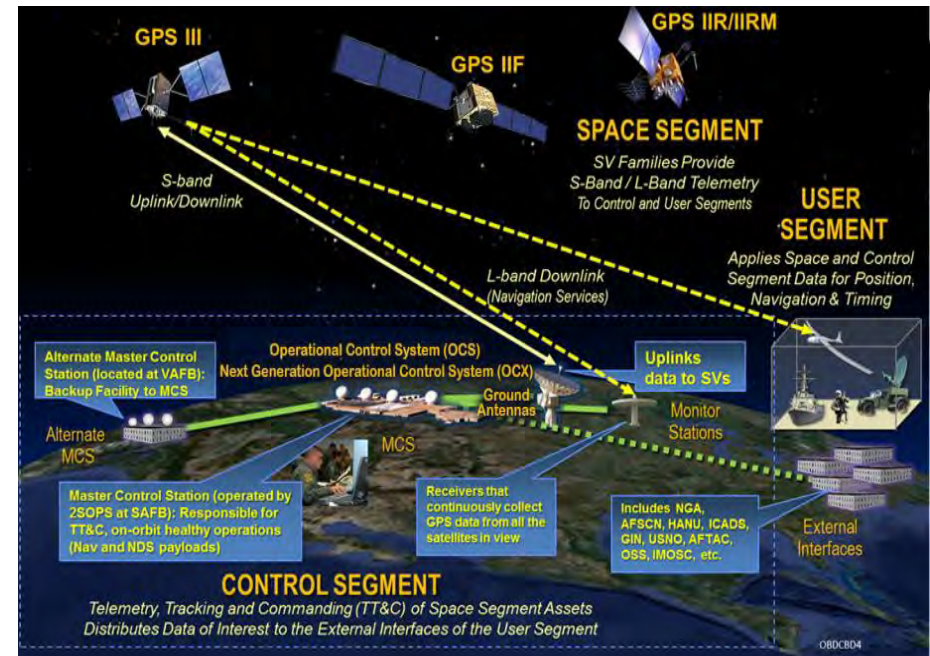 GPS III
GPS IIF
GPS IIR/IIRM
SPACE SEGMENT
SV Families Provide
S-Band / L-Band Telemetry
To Control and User Segments
S-band
Uplink/Downlink
USER
SEGMENT
Applies Space and Control
Segment Data for Position,
Navigation & Timing
L-band Downlink
(Navigation Services)
Alternate Master Control
Station (located at VAFB):
Backup Facility to MCS
Operational Control System (OCS)
Next Generation Operational Control System (OCX)
Ground
Antennas
Uplinks
data to SVs
Monitor
Stations
Alternate
MCS
MCS
Master Control Station (operated by
2SOPS at SAFB): Responsible for
TT&C, on-orbit healthy operations
(Nav and NDS payloads)
Receivers that
continuously collect
GPS data from all the
satellites in view
Includes NGA,
AFSCN, HANU, ICADS,
GIN, USNO, AFTAC,
OSS, IMOSC, etc.
External
Interfaces
CONTROL SEGMENT
Telemetry, Tracking and Commanding (TT&C) of Space Segment Assets
Distributes Data of Interest to the External Interfaces of the User Segment
OBDCBD4